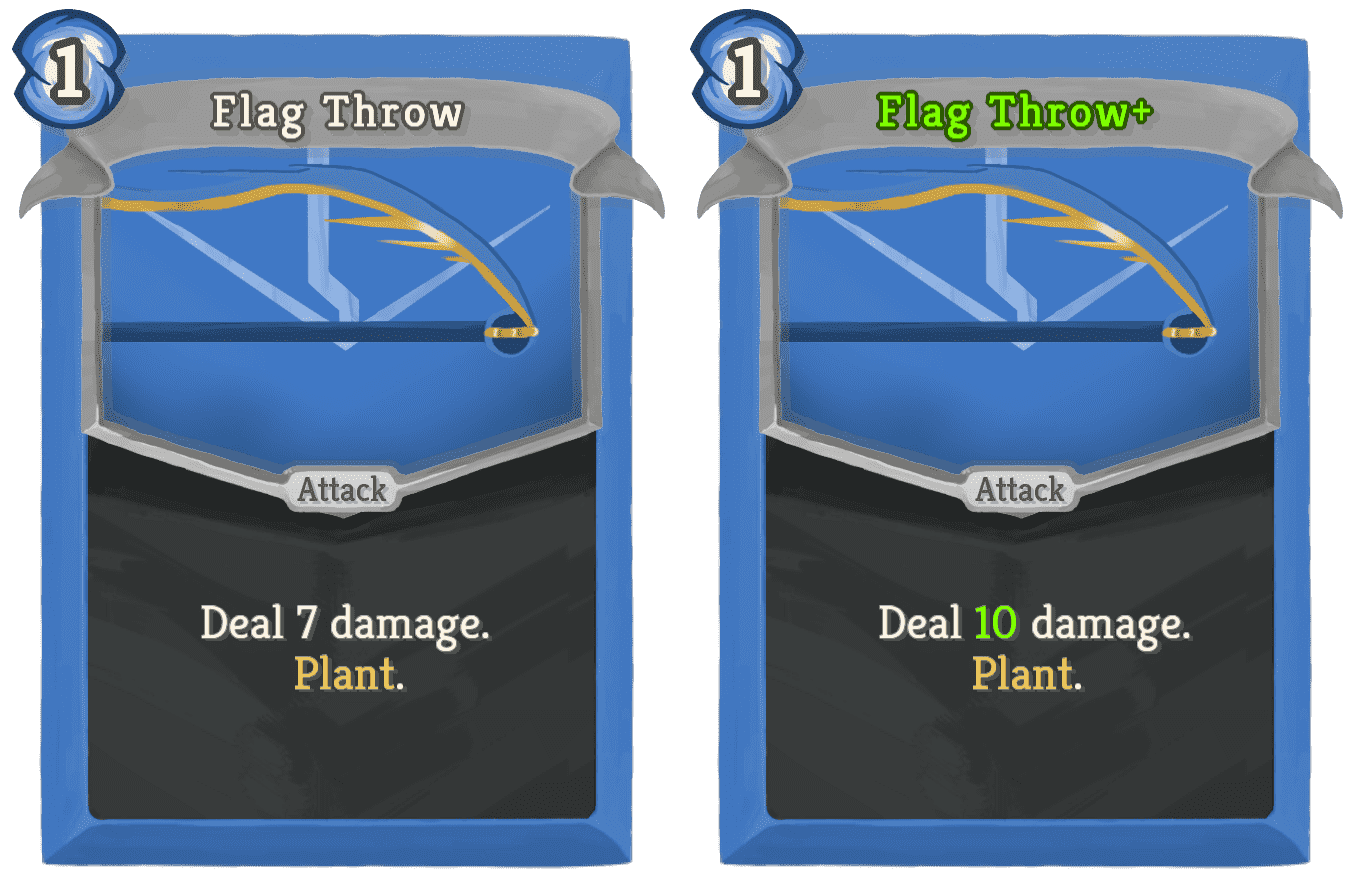 1
Flag Throw
Attack
Deal 7 damage.
Plant.
1
Flag Throw+
Attack
Deal 10 damage.
Plant.